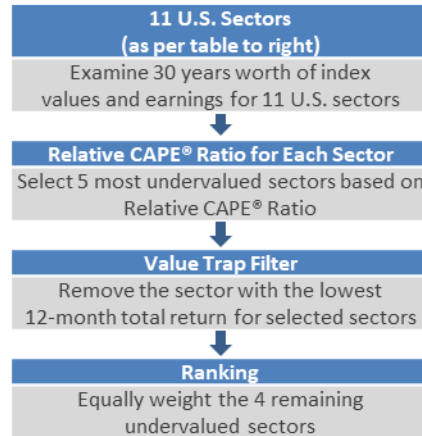 11 U.S. Sectors
(as per table to right)
Examine 30 years worth of index
values and earnings for 11 U.S. sectors
Relative CAPE® Ratio for Each Sector
Select 5 most undervalued sectors based on
Relative CAPE® Ratio
Value Trap Filter
Remove the sector with the lowest
12-month total return for selected sectors
Ranking
Equally weight the 4 remaining
undervalued sectors